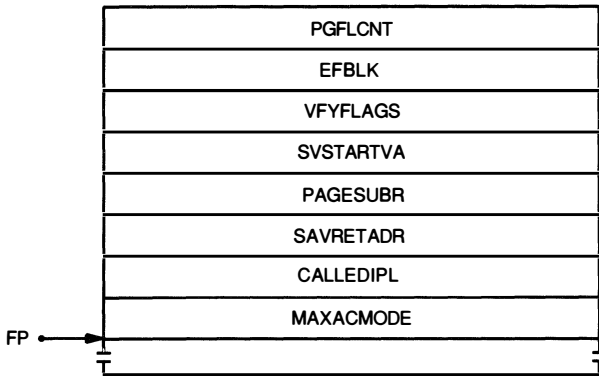 PGFLCNT
EFBLK
VFYFLAGS
SVSTARTVA
PAGESUBR
SAVRETADR
CALLEDIPL
MAXACMODE
FP